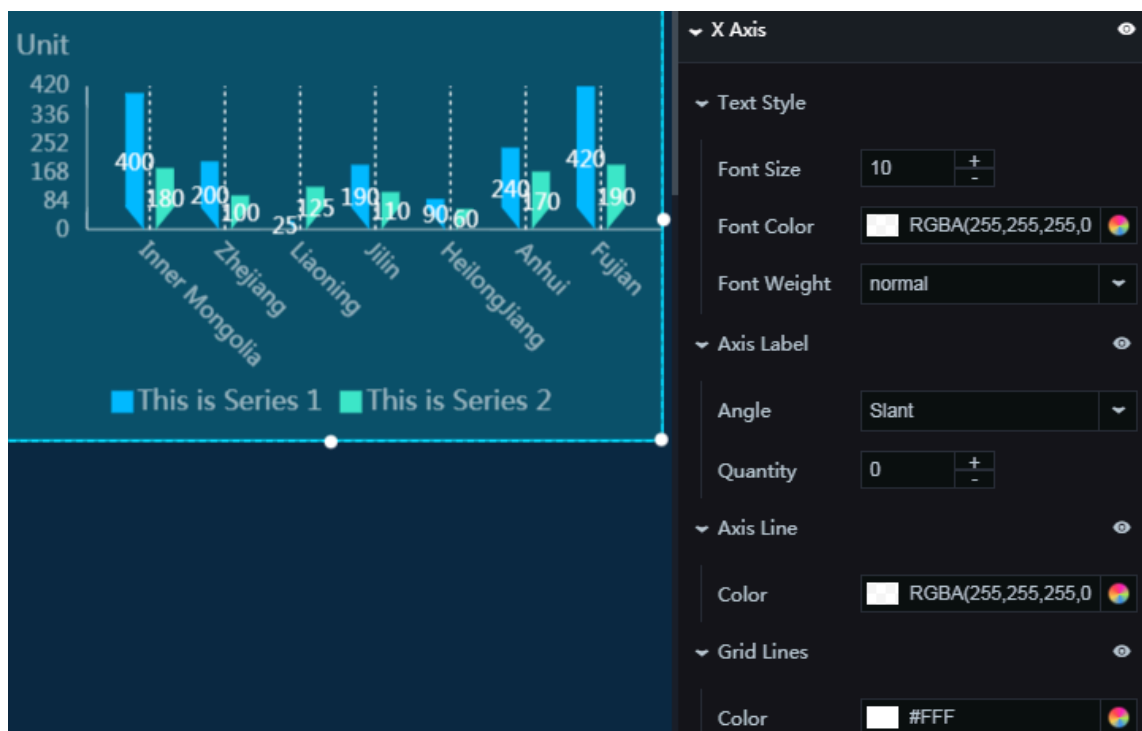 Unit
420
336
252
168
84
0
400
180
200
100
25
125
190
110
90
60
240
170
420
190
Inner Mongolia
Zhejiang
Liaoning
Jilin
HeilongJiang
Anhui
Fujian
This is Series 1
This is Series 2
X Axis
Text Style
Font Size 10 + -
Font Color RGBA(255,255,255,0
Font Weight normal
Axis Label
Angle Slant
Quantity 0 + -
Axis Line
Color RGBA(255,255,255,0
Grid Lines
Color #FFF